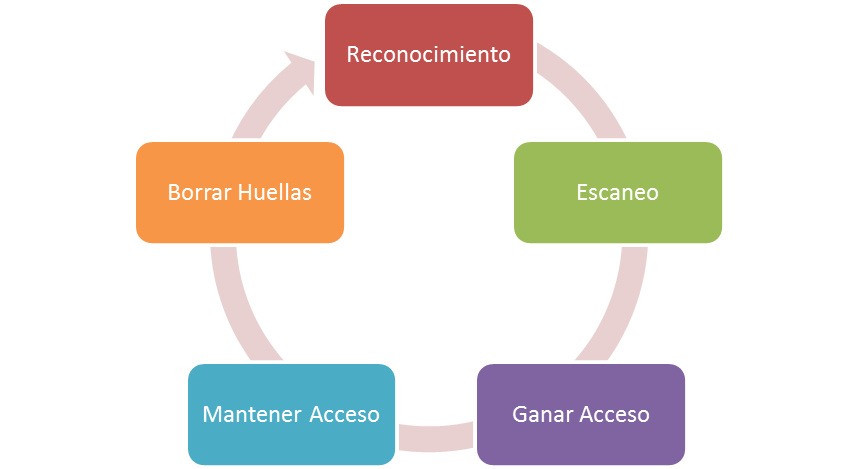 Reconocimiento
Escaneo
Ganar Acceso
Mantener Acceso
Borrar Huellas